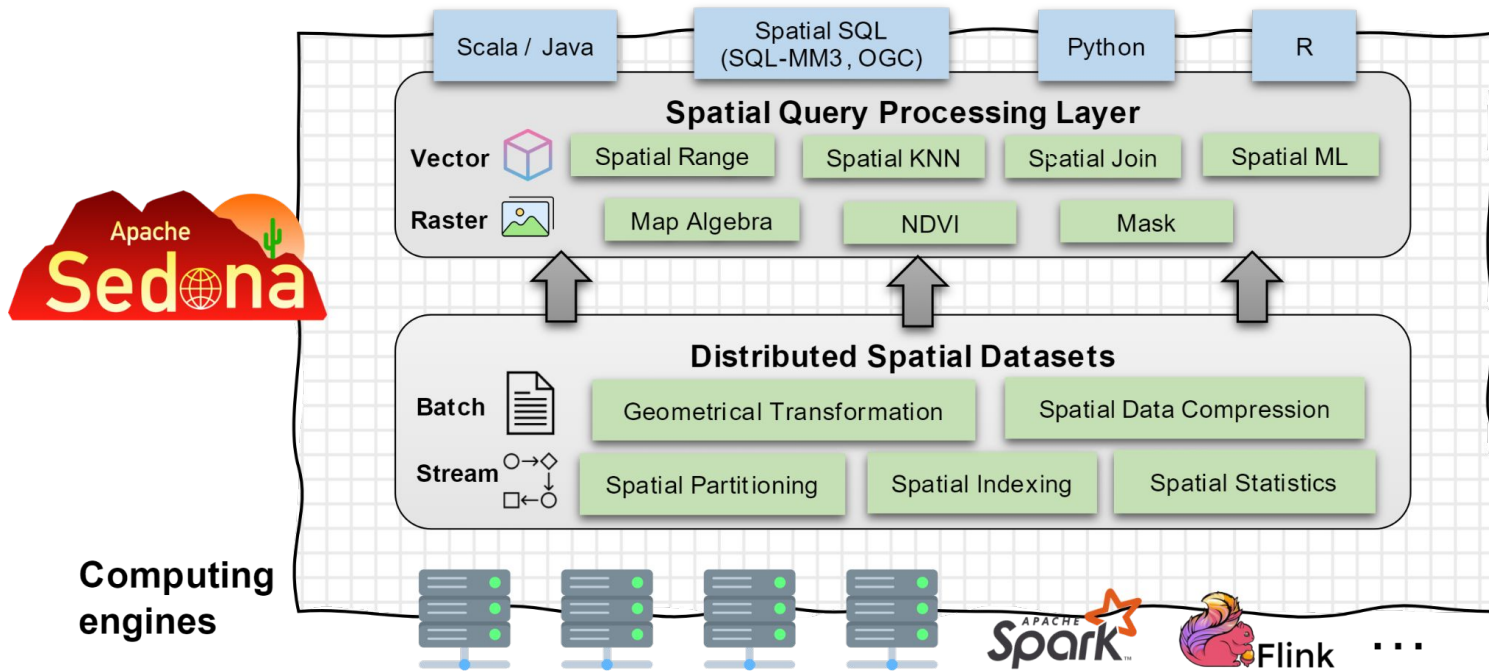 Scala / Java
Spatial SQL
(SQL-MM3, OGC)
Python
R
Spatial Query Processing Layer
Vector
Spatial Range
Spatial KNN
Spatial Join
Spatial ML
Raster
Map Algebra
NDVI
Mask
Apache
Sedona
Distributed Spatial Datasets
Batch
Geometrical Transformation
Spatial Data Compression
Stream
Spatial Partitioning
Spatial Indexing
Spatial Statistics
Computing
engines
APACHE
Spark™
Flink
...